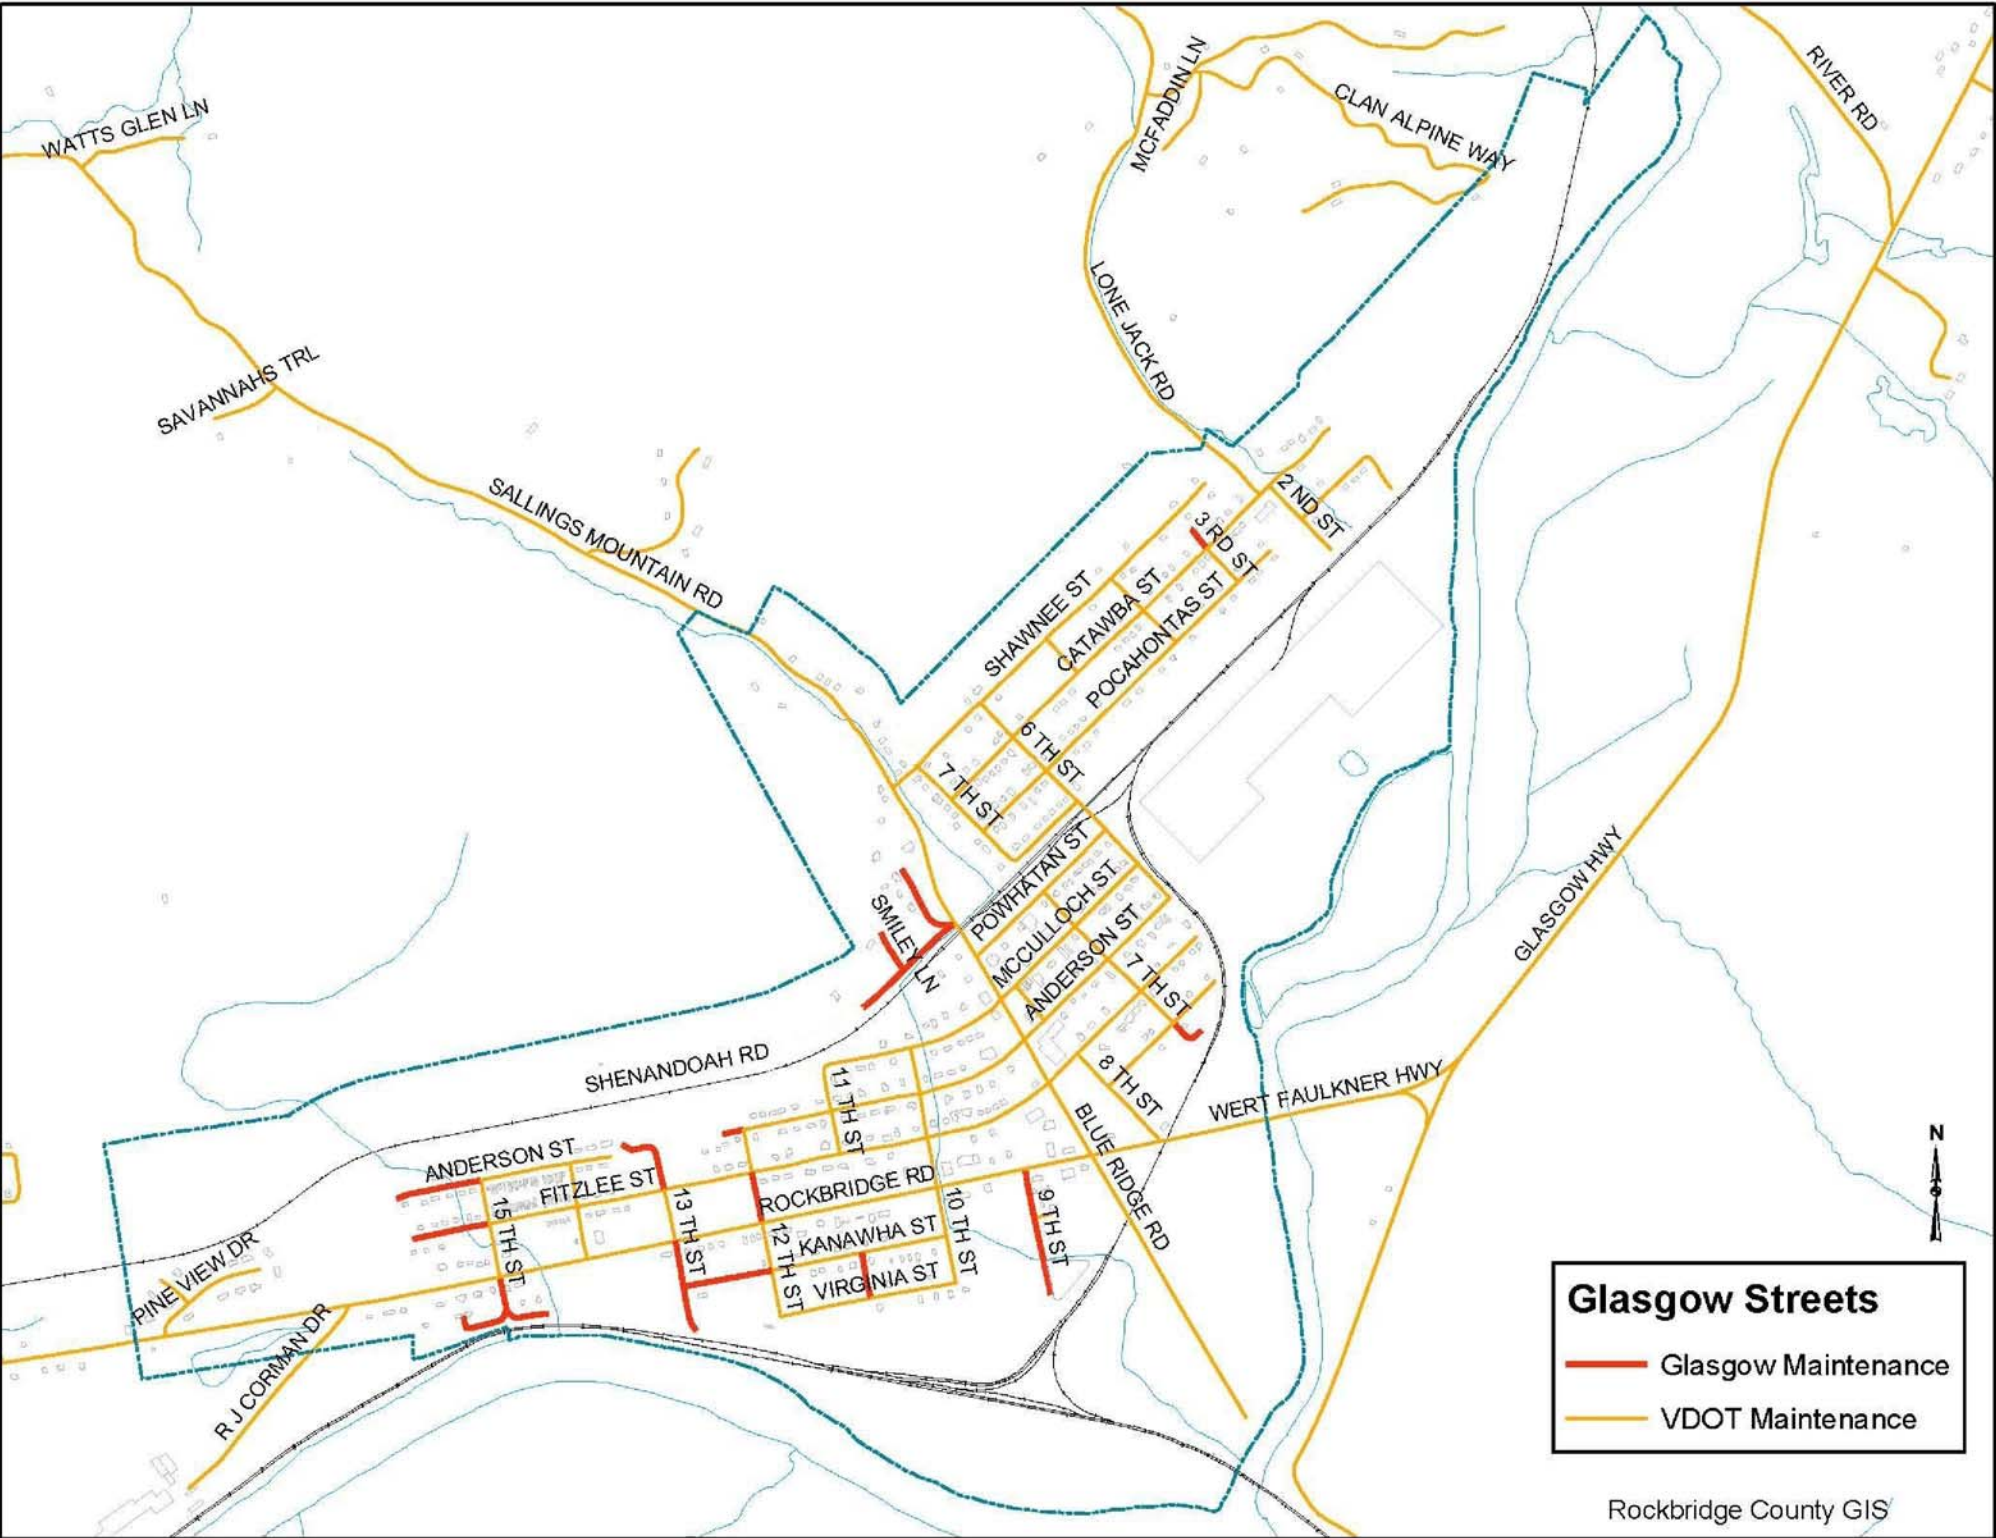 RIVER RD
MCFADDIN LN
CLAN ALPINE WAY
WATTS GLEN LN
LONE JACK RD
SAVANNAHS TRL
SALLINGS MOUNTAIN RD
2 ND ST
3 RD ST
SHAWNEE ST
CATAWBA ST
POCAHONTAS ST
6 TH ST
7 TH ST
POWHATAN ST
MCCULLOCH ST
ANDERSON ST
7 TH ST
SMILEY LN
GLASGOW HWY
SHENANDOAH RD
11 TH ST
8 TH ST
WERT FAULKNER HWY
BLUE RIDGE RD
ANDERSON ST
FITZLEE ST
ROCKBRIDGE RD
15 TH ST
13 TH ST
12 TH ST
10 TH ST
9 TH ST
KANAWHA ST
VIRGINIA ST
PINE VIEW DR
R J CORMAN DR
N
Glasgow Streets
Glasgow Maintenance
VDOT Maintenance
Rockbridge County GIS